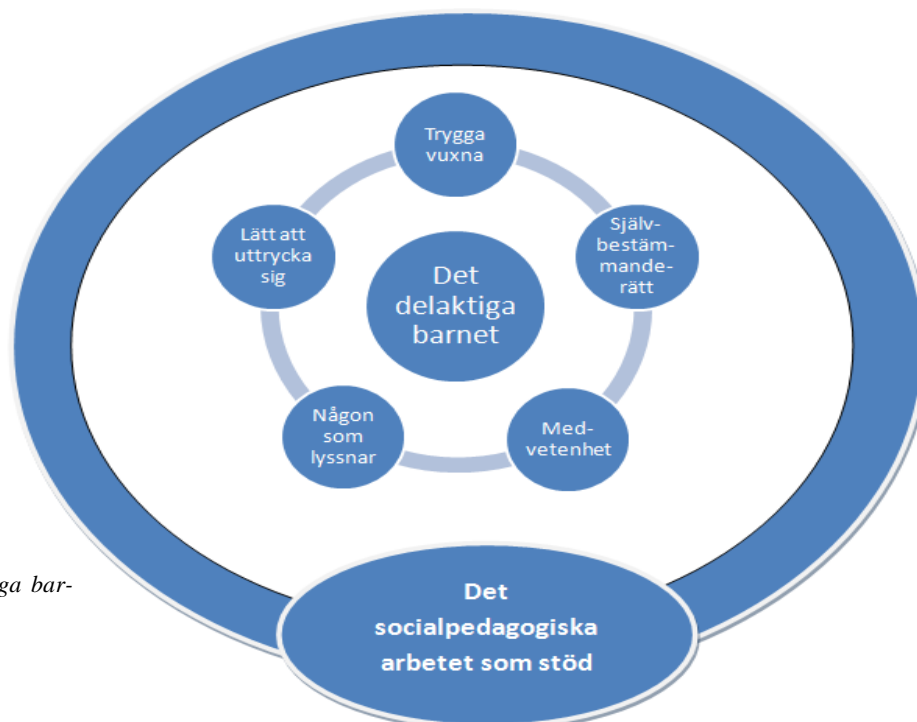 Trygga
vuxna
Själv-
bestäm-
mande-
rätt
Med-
vetenhet
Någon
som
lyssnar
Lätt att
uttrycka
sig
Det
delaktiga
barnet
ga bar-
Det
socialpedagogiska
arbetet som stöd